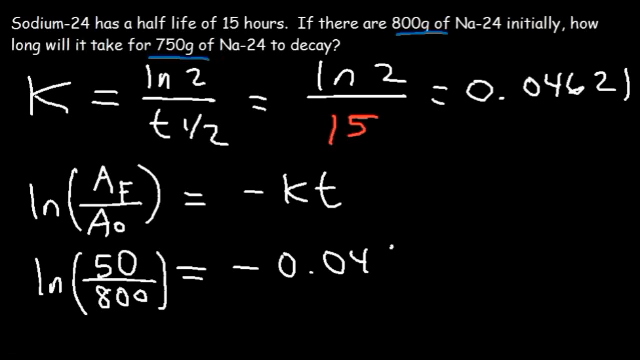 Sodium-24 has a half life of 15 hours. If there are 800g of Na-24 initially, how
long will it take for 750g of Na-24 to decay?
K = ln 2 / t 1/2 = ln 2 / 15 = 0.04621
ln(AF/A0) = -kt
ln(50/800) = -0.04